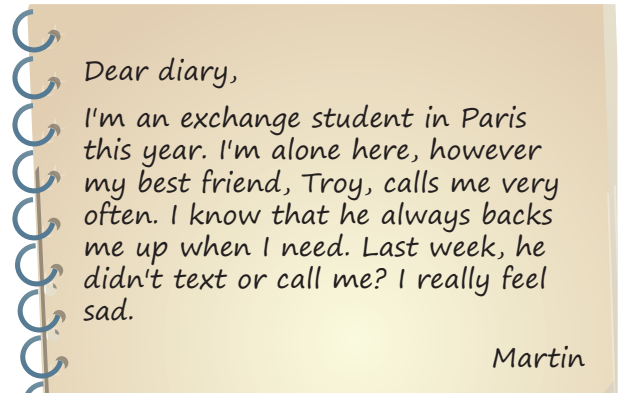 Dear diary,
I'm an exchange student in Paris
this year. I'm alone here, however
my best friend, Troy, calls me very
often. I know that he always backs
me up when I need. Last week, he
didn't text or call me? I really feel
sad.
Martin